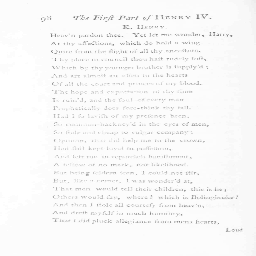 98 The First Part of HENRY IV.
K. HENRY.
Heav'n pardon thee. Yet let me wonder, Harry,
At thy affections, which do hold a wing
Quite from the flight of all thy ancestors.
Thy place in council thou hast rudely lost,
Which by thy younger brother is supply'd;
And art almost an alien to the hearts
Of all the court and princes of my blood.
The hope and expectation of thy time
Is ruin'd, and the soul of every man
Prophetically does fore-think thy fall.
Had I so lavish of my presence been,
So common hackney'd in the eyes of men,
So stale and cheap to vulgar company;
Opinion, that did help me to the crown,
Had still kept loyal to possession,
And left me in reputeless banishment,
A fellow of no mark, nor likelihood.
But being seldom seen, I could not stir,
But, like a comet, I was wonder'd at,
That men would tell their children, this is he;
Others would say, where? which is Bolingbroke?
And then I stole all courtesie from heav'n,
And drest my self in much humility,
That I did pluck allegiance from mens hearts,
Loud